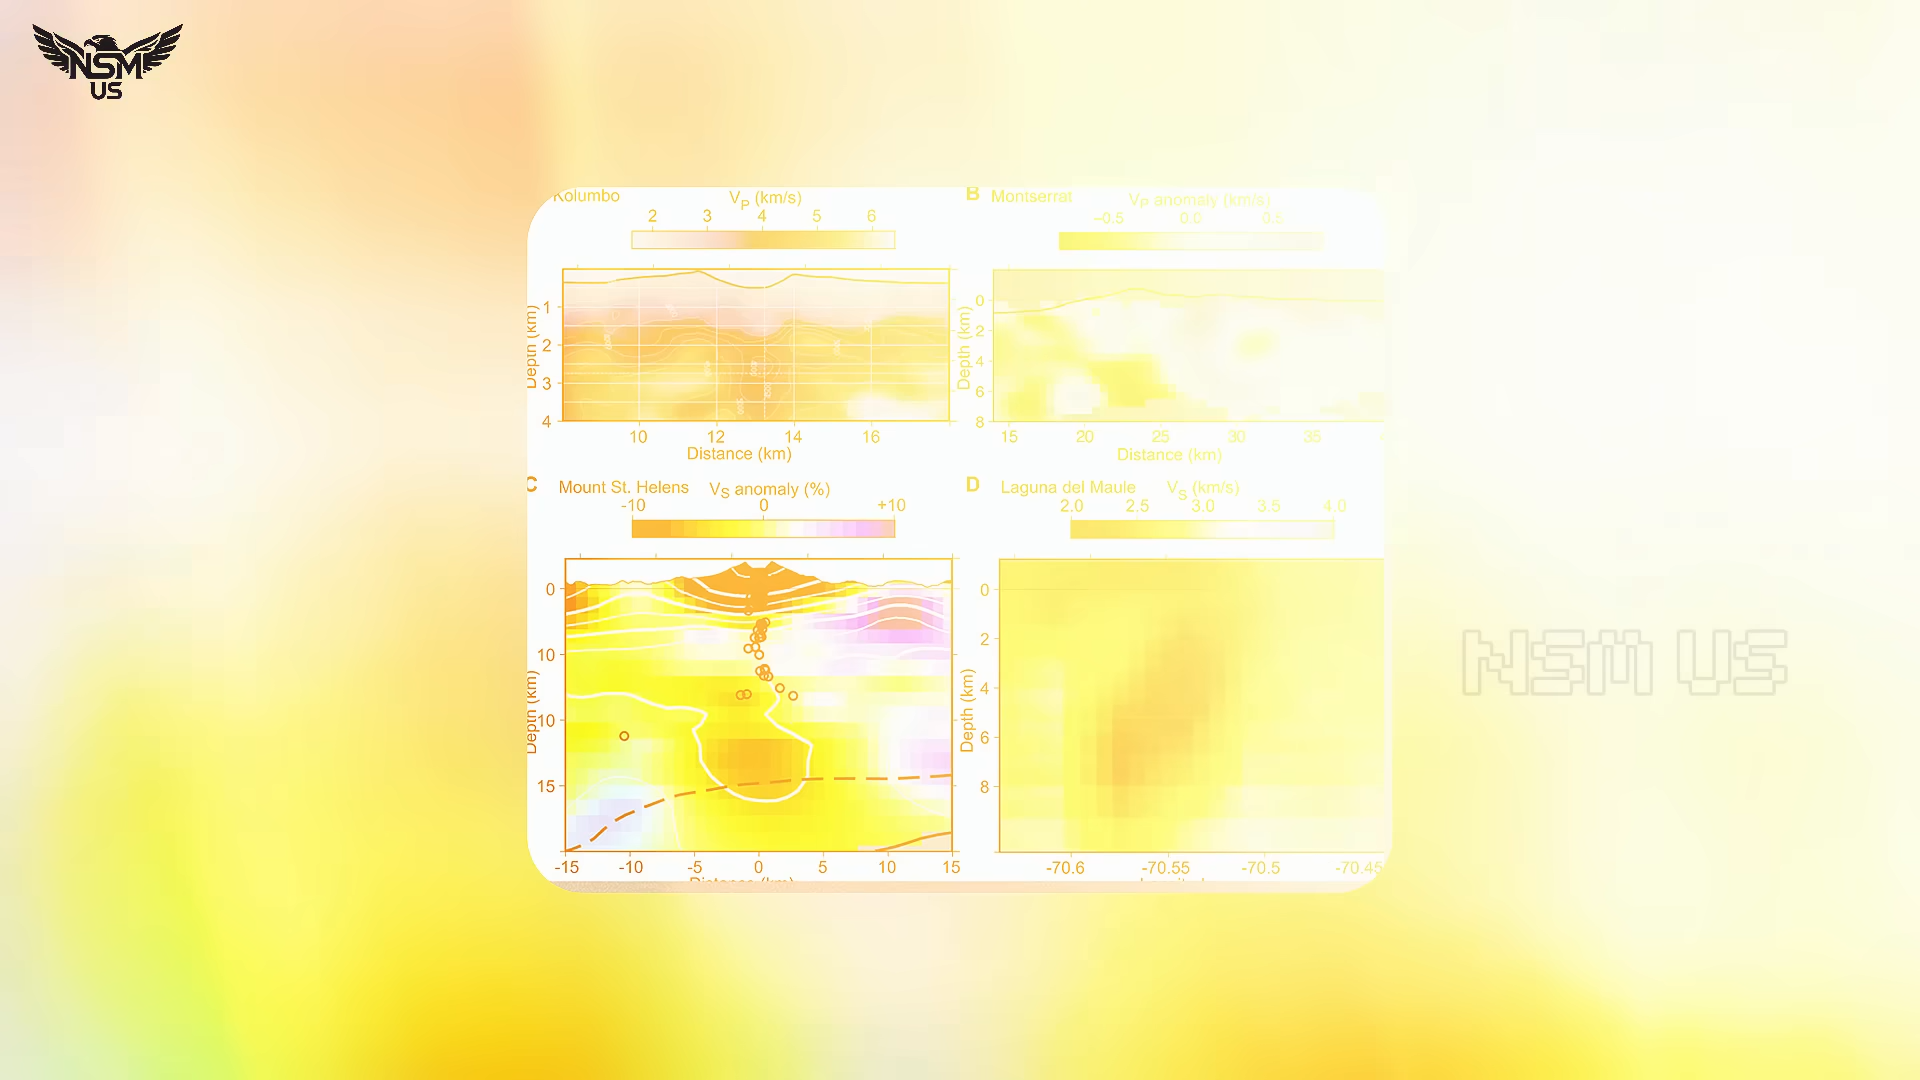 NSM
US
Kolumbo
VP (km/s)
2 3 4 5 6
Depth (km)
1
2
3
4
10 12 14 16
Distance (km)
B Montserrat
VP anomaly (km/s)
−0.5 0.0 0.5
Depth (km)
0
2
4
6
8
15 20 25 30 35
Distance (km)
C Mount St. Helens VS anomaly (%)
-10 0 +10
Depth (km)
0
10
10
15
-15 -10 -5 0 5 10 15
Distance (km)
D Laguna del Maule VS (km/s)
2.0 2.5 3.0 3.5 4.0
Depth (km)
0
2
4
6
8
-70.6 -70.55 -70.5 -70.45
NSM US